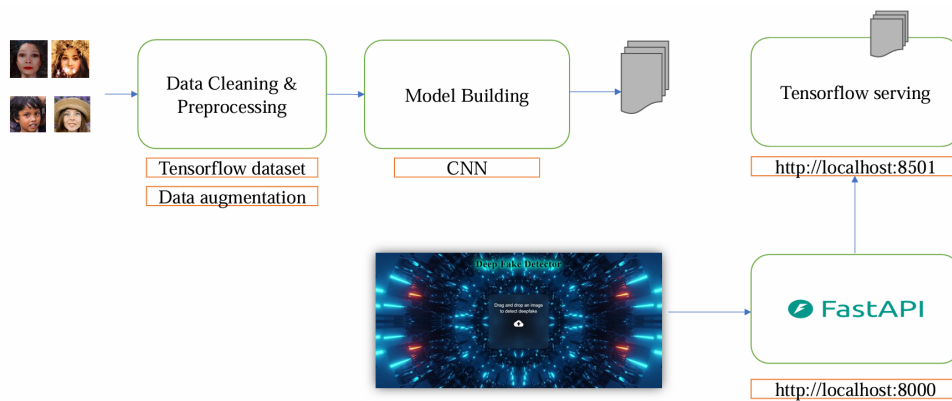 Data Cleaning &
Preprocessing
Model Building
Tensorflow serving
Tensorflow dataset
Data augmentation
CNN
http://localhost:8501
Deep Fake Detector
Drag and drop an image
to detect deepfake
FastAPI
http://localhost:8000